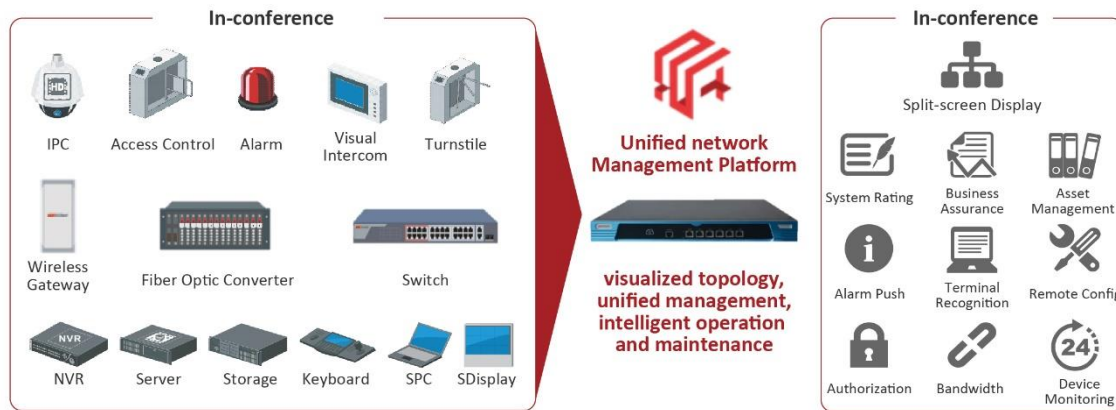 In-conference
IPC
Access Control
Alarm
Visual
Intercom
Turnstile
Wireless
Gateway
Fiber Optic Converter
Switch
NVR
NVR
Server
Storage
Keyboard
SPC
SDisplay
Unified network
Management Platform
visualized topology,
unified management,
intelligent operation
and maintenance
In-conference
Split-screen Display
System Rating
Business
Assurance
Asset
Management
Alarm Push
Terminal
Recognition
Remote Config
24
Authorization
Bandwidth
Device
Monitoring